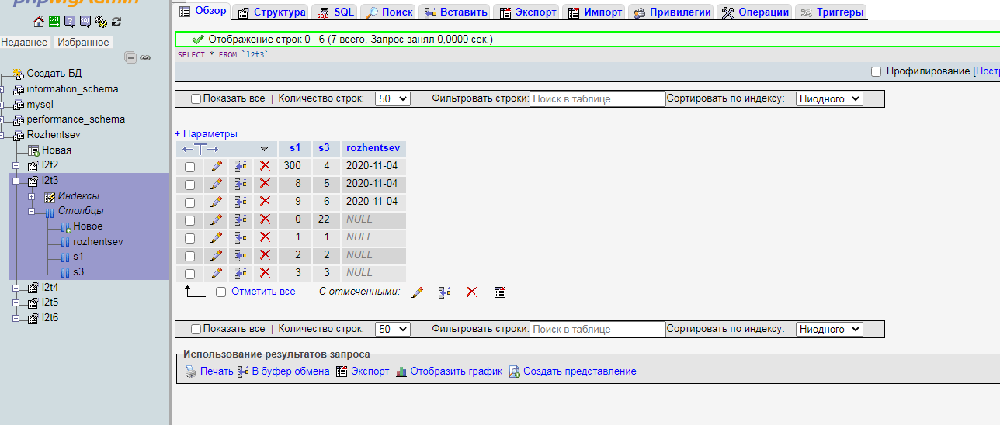 phpMyAdmin
Недавнее Избранное
Создать БД
information_schema
mysql
performance_schema
Rozhentsev
Новая
l2t2
l2t3
Индексы
Столбцы
Новое
rozhentsev
s1
s3
l2t4
l2t5
l2t6
Обзор Структура SQL Поиск Вставить Экспорт Импорт Привилегии Операции Триггеры
Отображение строк 0 - 6 (7 всего, Запрос занял 0,0000 сек.)
SELECT * FROM `l2t3`
Профилирование [Постр
Показать все | Количество строк: 50 Фильтровать строки: Поиск в таблице Сортировать по индексу: Ниодного
+ Параметры
←T→ s1 s3 rozhentsev
300 4 2020-11-04
8 5 2020-11-04
9 6 2020-11-04
0 22 NULL
1 1 NULL
2 2 NULL
3 3 NULL
Отметить все С отмеченными:
Показать все | Количество строк: 50 Фильтровать строки: Поиск в таблице Сортировать по индексу: Ниодного
Использование результатов запроса
Печать В буфер обмена Экспорт Отобразить график Создать представление